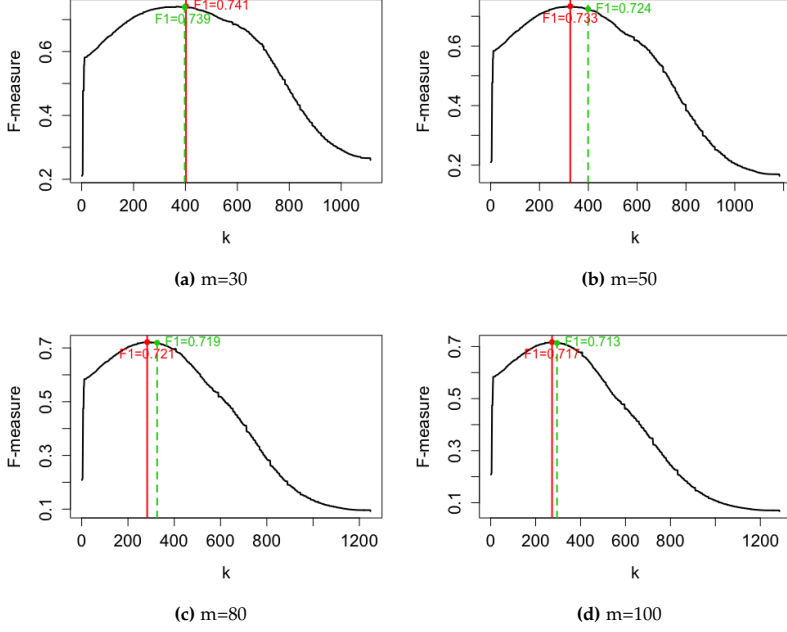 F1=0.741
F1=0.739
F-measure
0.2 0.4 0.6
0 200 400 600 800 1000
k
(a) m=30
F1=0.724
F1=0.733
F-measure
0.2 0.4 0.6
0 200 400 600 800 1000
k
(b) m=50
F1=0.719
F1=0.721
F-measure
0.1 0.3 0.5 0.7
0 200 400 600 800 1200
k
(c) m=80
F1=0.713
F1=0.717
F-measure
0.1 0.3 0.5 0.7
0 200 400 600 800 1200
k
(d) m=100